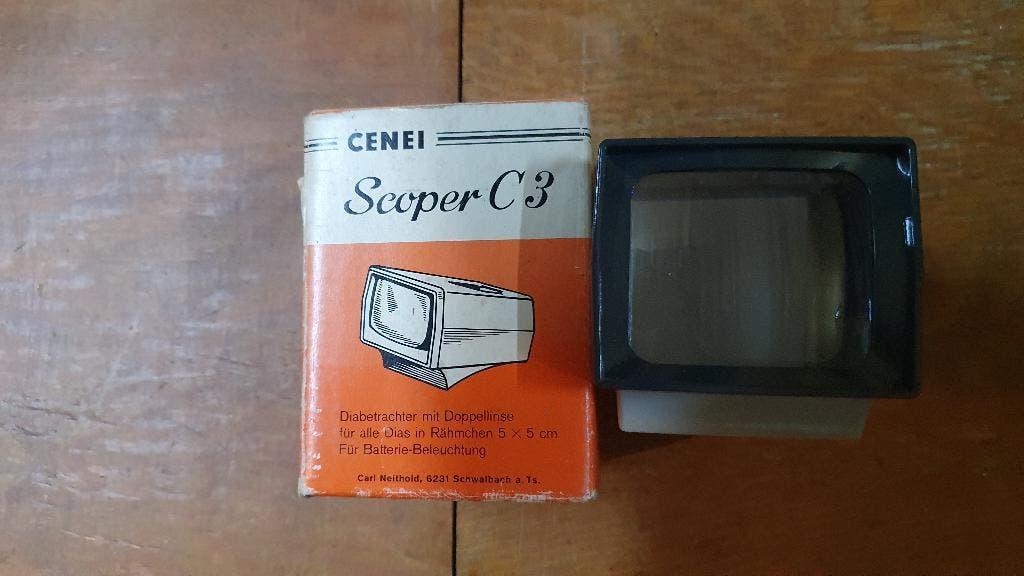 CENEI
Scoper C 3
Diabetrachter mit Doppellinse
für alle Dias in Rähmchen 5 × 5 cm
Für Batterie-Beleuchtung
Carl Neithold, 6231 Schwalbach a. Ts.